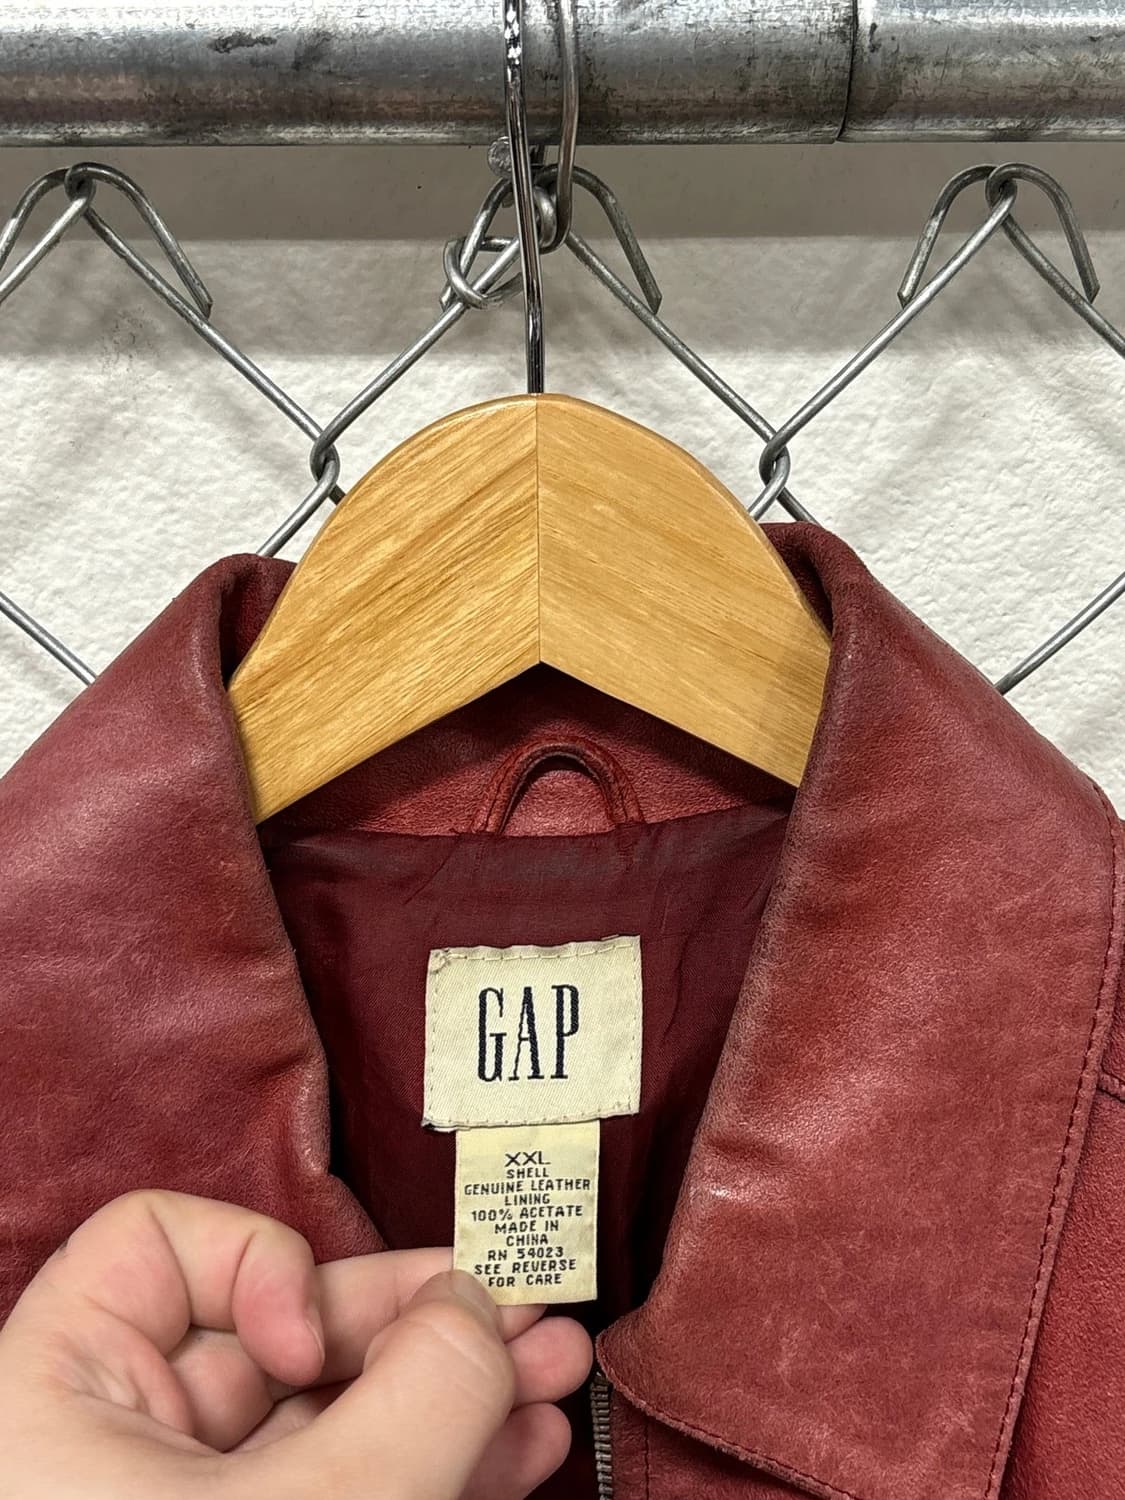 GAP
XXL
SHELL
GENUINE LEATHER
LINING
100% ACETATE
MADE IN
CHINA
RN 54023
SEE REVERSE
FOR CARE